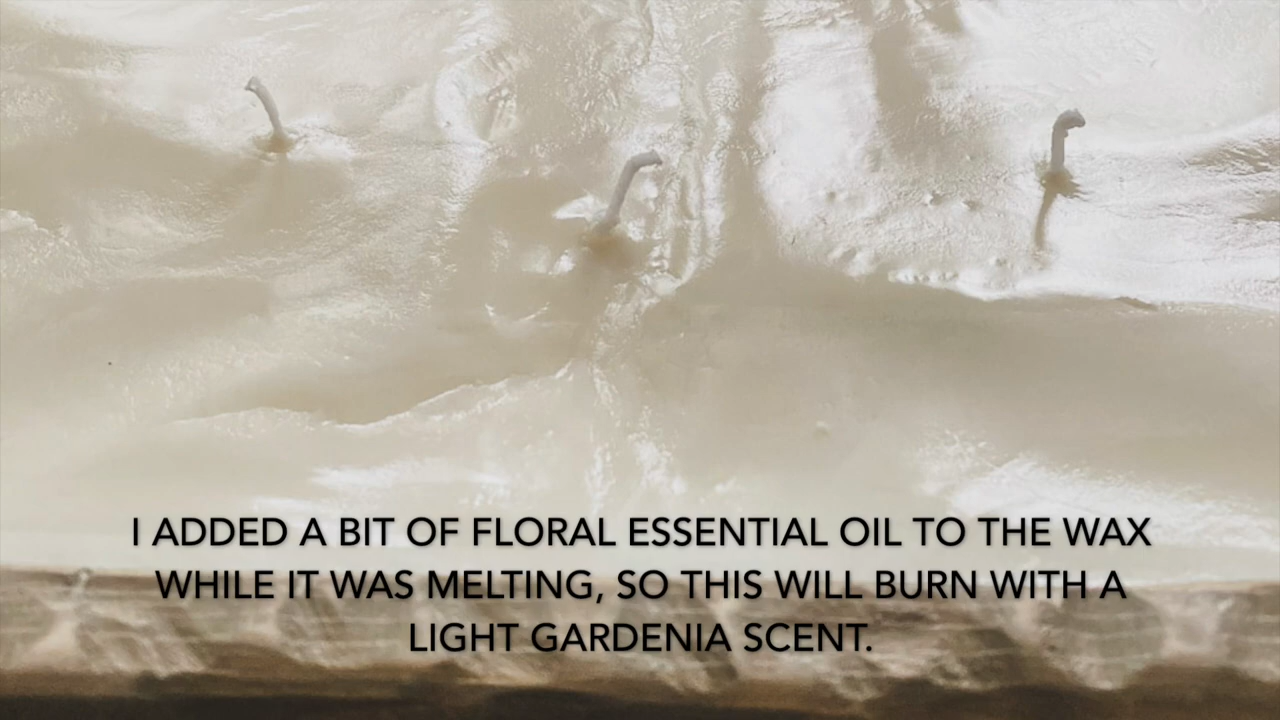 I ADDED A BIT OF FLORAL ESSENTIAL OIL TO THE WAX
WHILE IT WAS MELTING, SO THIS WILL BURN WITH A
LIGHT GARDENIA SCENT.